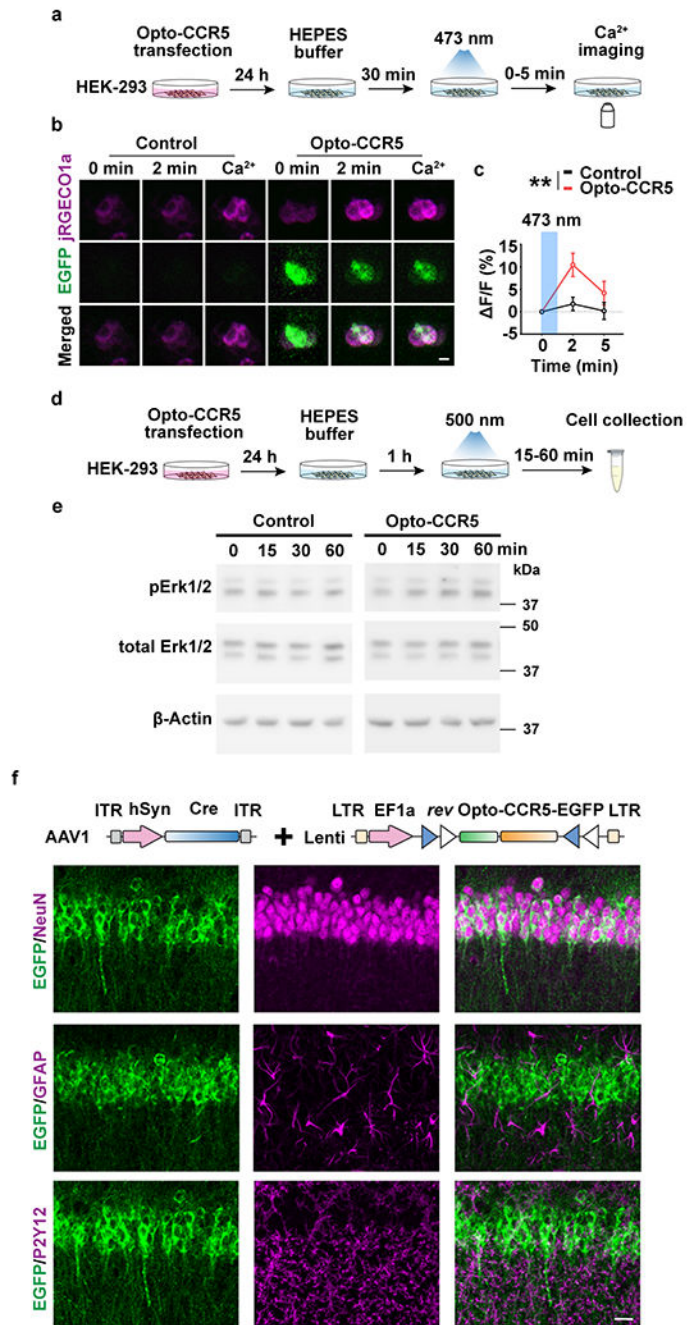 a
Opto-CCR5
transfection
HEPES
buffer
473 nm
Ca²⁺
imaging
HEK-293
24 h
30 min
0-5 min
b
Control
Opto-CCR5
0 min
2 min
Ca²⁺
0 min
2 min
Ca²⁺
jRGECO1a
EGFP
Merged
c
**
Control
Opto-CCR5
473 nm
ΔF/F (%)
15
10
5
0
-5
0
2
5
Time (min)
d
Opto-CCR5
transfection
HEPES
buffer
500 nm
Cell collection
HEK-293
24 h
1 h
15-60 min
e
Control
Opto-CCR5
0 15 30 60
0 15 30 60 min
kDa
pErk1/2
37
50
total Erk1/2
37
β-Actin
37
f
ITR hSyn Cre ITR
LTR EF1a rev Opto-CCR5-EGFP LTR
AAV1
+
Lenti
EGFP/NeuN
EGFP/GFAP
EGFP/P2Y12